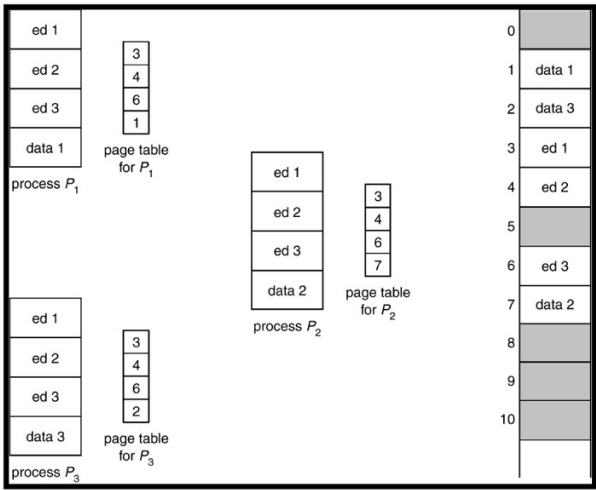 ed 1
ed 2
ed 3
data 1
process P1
3
4
6
1
page table
for P1
ed 1
ed 2
ed 3
data 2
process P2
3
4
6
7
page table
for P2
ed 1
ed 2
ed 3
data 3
process P3
3
4
6
2
page table
for P3
0
1 data 1
2 data 3
3 ed 1
4 ed 2
5
6 ed 3
7 data 2
8
9
10